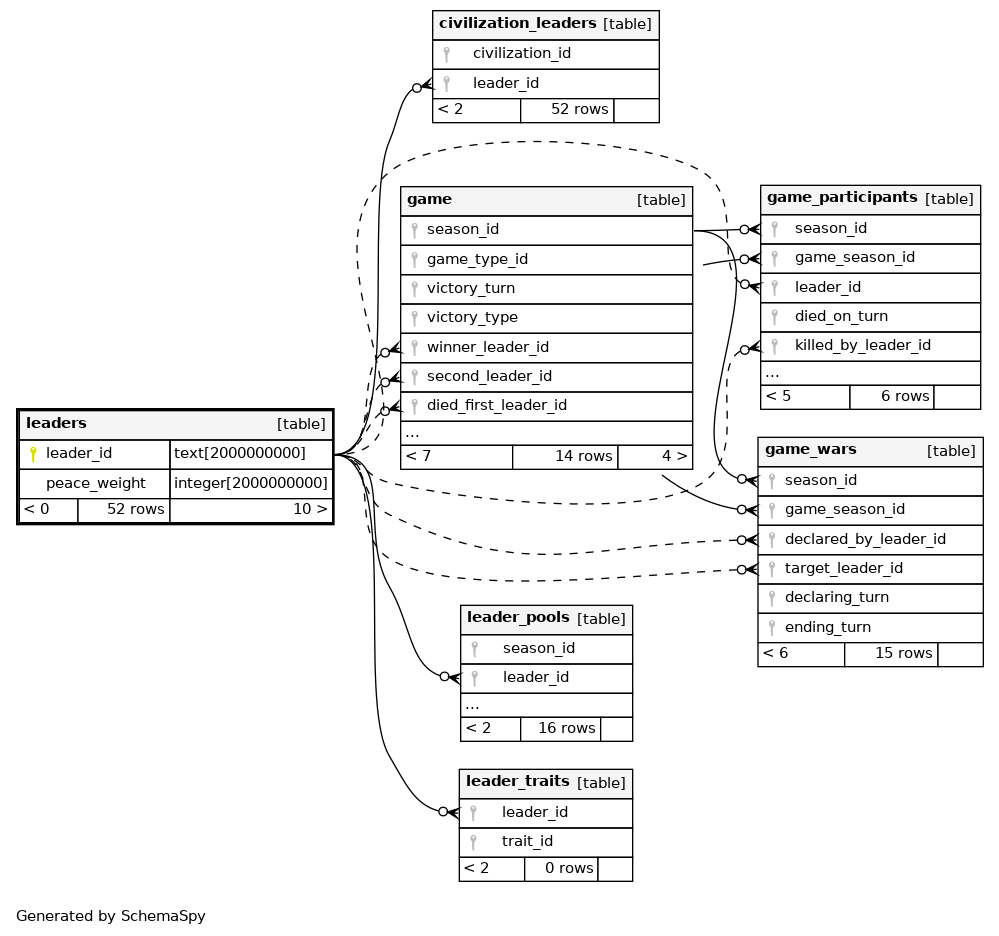 civilization_leaders [table]
civilization_id
leader_id
< 2 52 rows
game [table]
season_id
game_type_id
victory_turn
victory_type
winner_leader_id
second_leader_id
died_first_leader_id
...
< 7 14 rows 4 >
game_participants [table]
season_id
game_season_id
leader_id
died_on_turn
killed_by_leader_id
...
< 5 6 rows
leaders [table]
leader_id text[2000000000]
peace_weight integer[2000000000]
< 0 52 rows 10 >
game_wars [table]
season_id
game_season_id
declared_by_leader_id
target_leader_id
declaring_turn
ending_turn
< 6 15 rows
leader_pools [table]
season_id
leader_id
...
< 2 16 rows
leader_traits [table]
leader_id
trait_id
< 2 0 rows
Generated by SchemaSpy